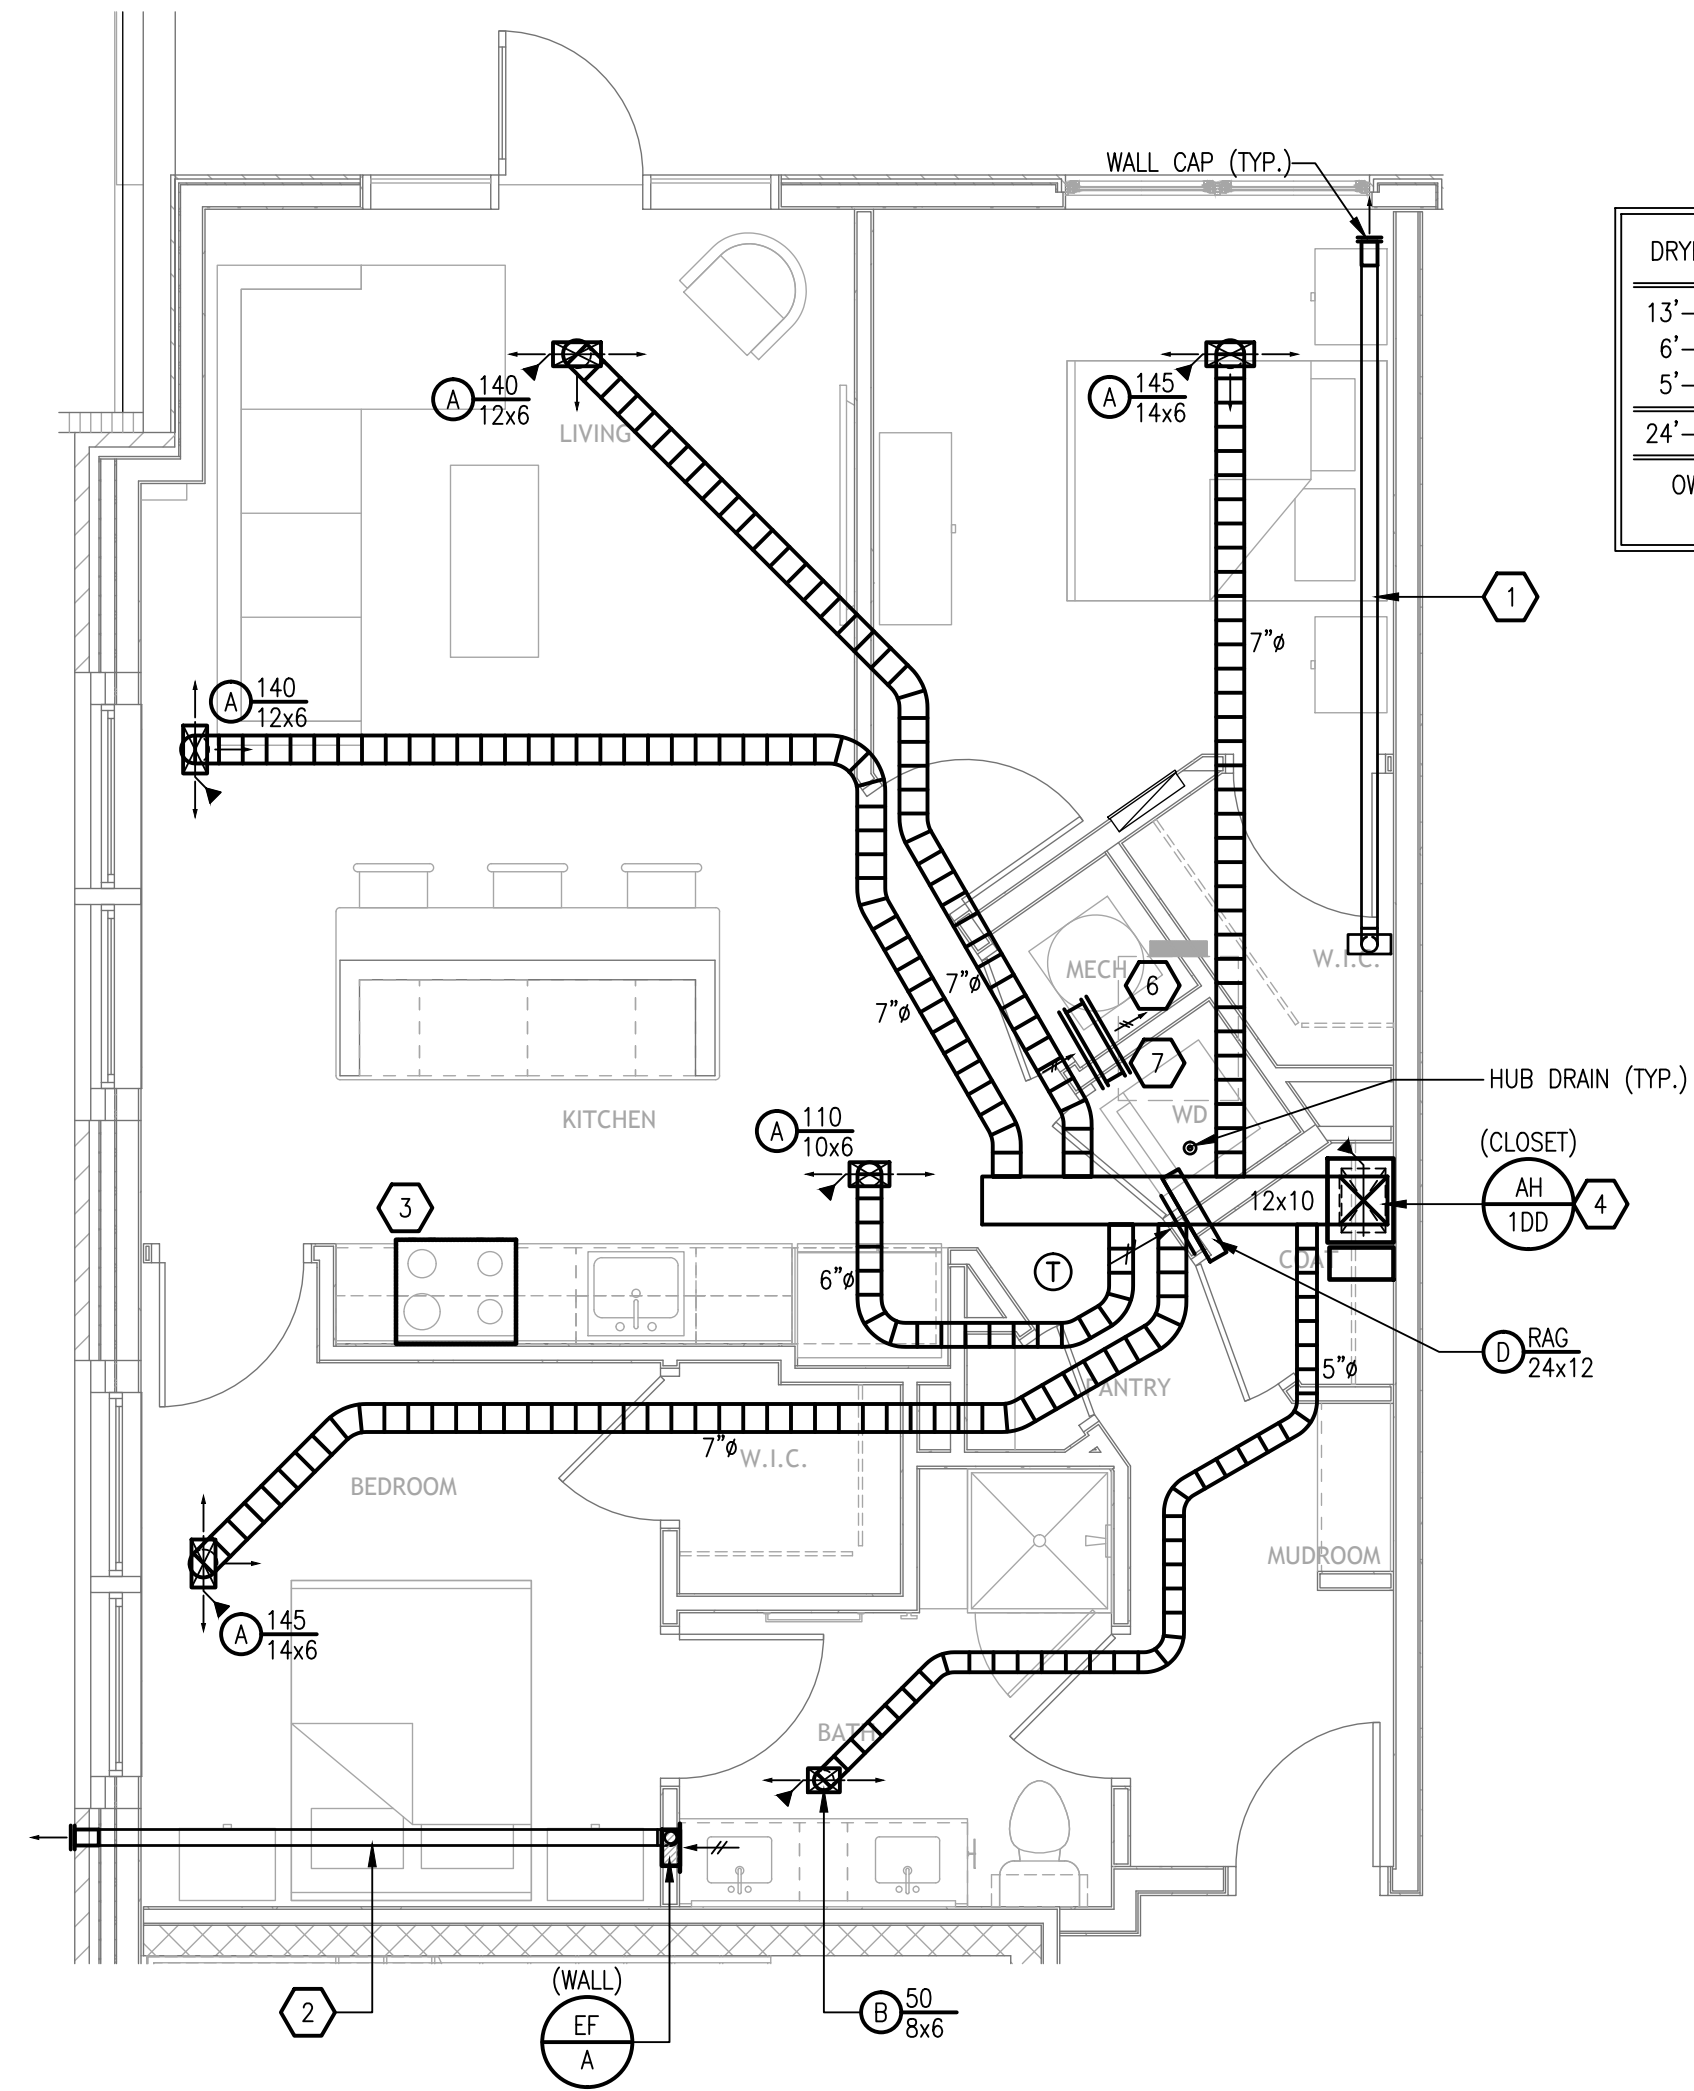 WALL CAP (TYP.)
DRY
13'–
6'–
5'–
24'–
1
A
140
12x6
LIVING
A
145
14x6
A
140
12x6
7"ø
W.I.C.
MECH
6
7"ø
7"ø
7
HUB DRAIN (TYP.)
KITCHEN
WD
A
110
10x6
(CLOSET)
AH
1DD
4
3
12x10
COAT
T
6"ø
D
RAG
24x12
5"ø
PANTRY
7"ø
W.I.C.
BEDROOM
MUDROOM
A
145
14x6
BATH
(WALL)
2
EF
A
B
50
8x6